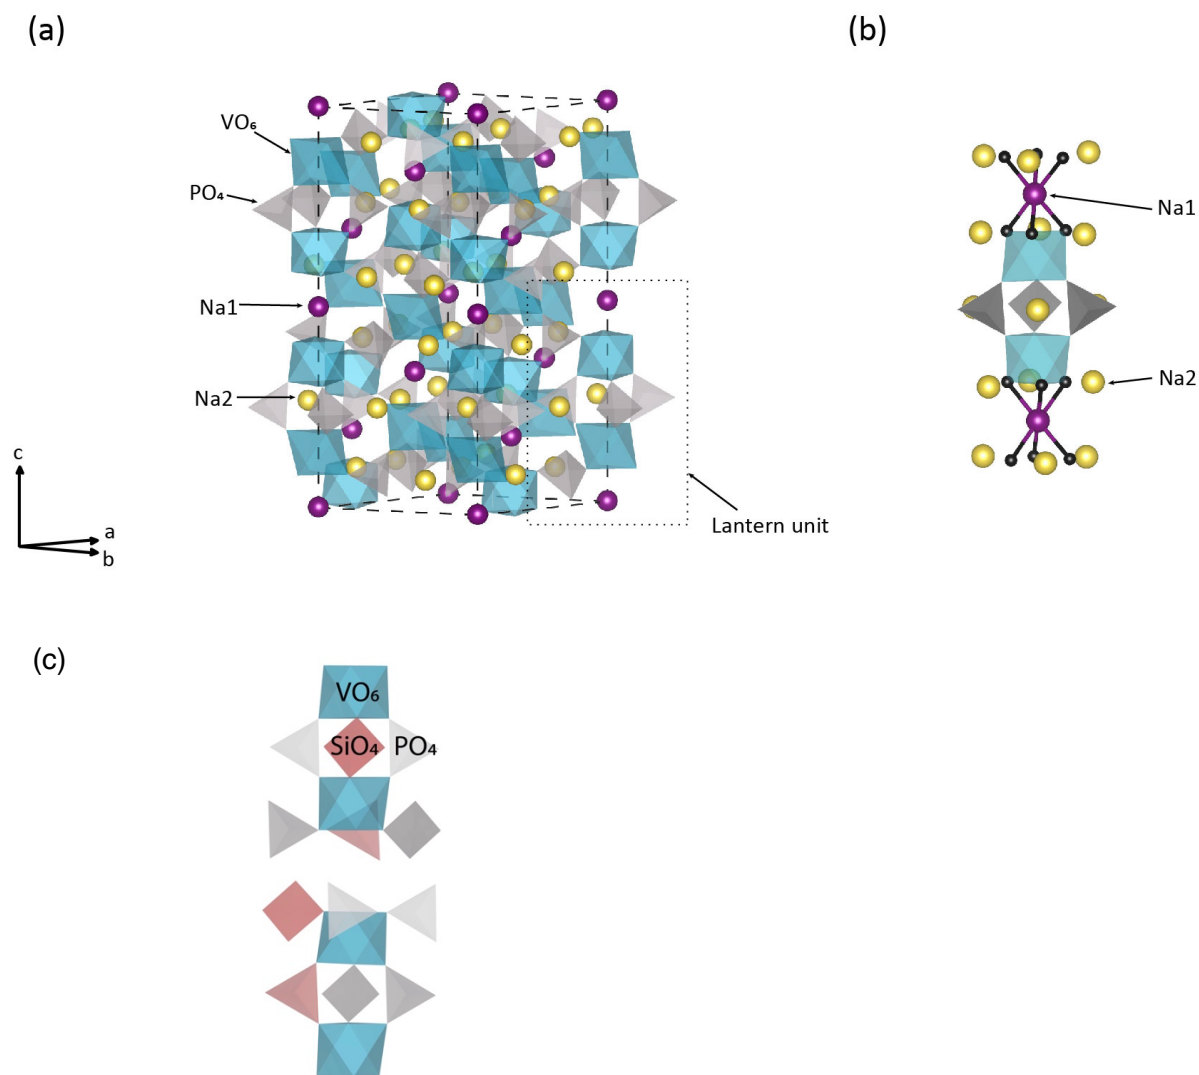 (a)
(b)
VO₆
PO₄
Na1
Na1
Na2
Na2
c
a
b
Lantern unit
(c)
VO₆
SiO₄ PO₄